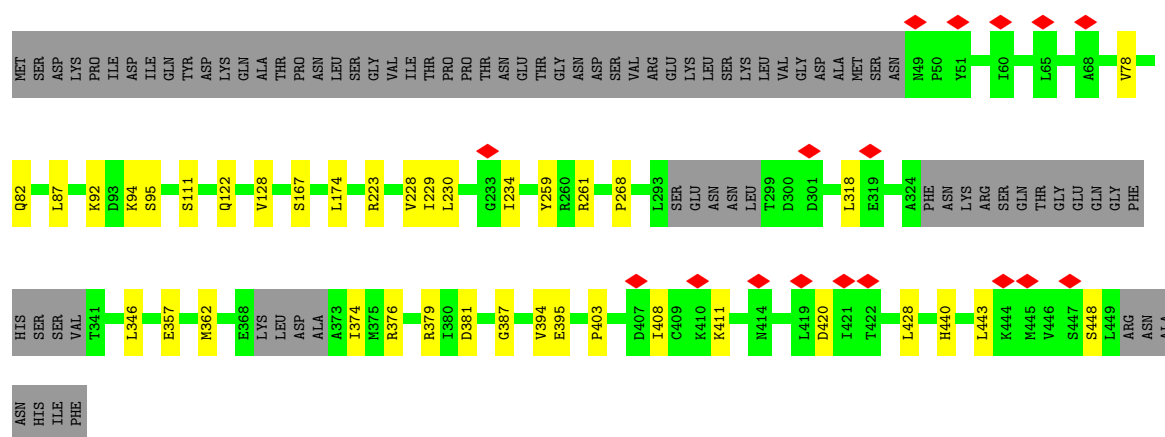 MET SER ASP LYS PRO ILE ASP ILE GLN TYR ASP LYS GLN ALA THR PRO ASN LEU SER GLY VAL ILE THR PRO PRO THR ASN GLU THR GLY ASN ASP SER VAL ARG GLU LYS LEU SER LYS LEU VAL GLY ASP ALA MET SER ASN N49 P50 Y51 I60 L65 A68 V78
Q82 L87 K92 D93 K94 S95 S111 Q122 V128 S167 L174 R223 V228 I229 L230 G233 I234 Y259 R260 R261 P268 L293 SER GLU ASN ASN LEU T299 D300 D301 L318 E319 A324 PHE ASN LYS ARG SER GLN THR GLY GLU GLU GLN GLY PHE
HIS SER SER VAL T341 L346 E357 M362 E368 LYS LEU ASP ALA A373 I374 M375 R376 R379 I380 D381 G387 V394 E395 P403 D407 I408 C409 K410 K411 N414 L419 D420 I421 T422 L428 H440 L443 K444 M445 V446 S447 S448 L449 ARG ASN ALA
ASN HIS ILE PHE